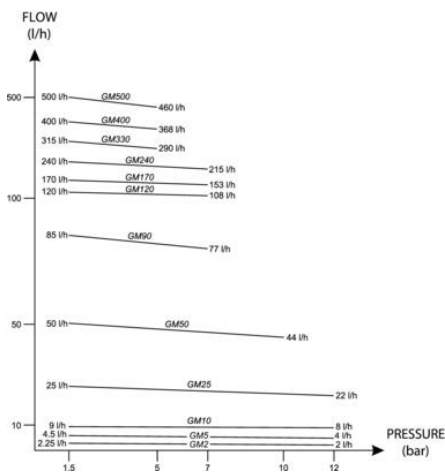 FLOW
(l/h)
500
500 l/h
GM500
460 l/h
400 l/h
GM400
368 l/h
315 l/h
GM330
290 l/h
240 l/h
GM240
215 l/h
170 l/h
GM170
153 l/h
100
120 l/h
GM120
108 l/h
85 l/h
GM90
77 l/h
50
50 l/h
GM50
44 l/h
25 l/h
GM25
22 l/h
10
9 l/h
GM10
8 l/h
4.5 l/h
GM5
4 l/h
2.25 l/h
GM2
2 l/h
PRESSURE
(bar)
1.5
5
7
10
12